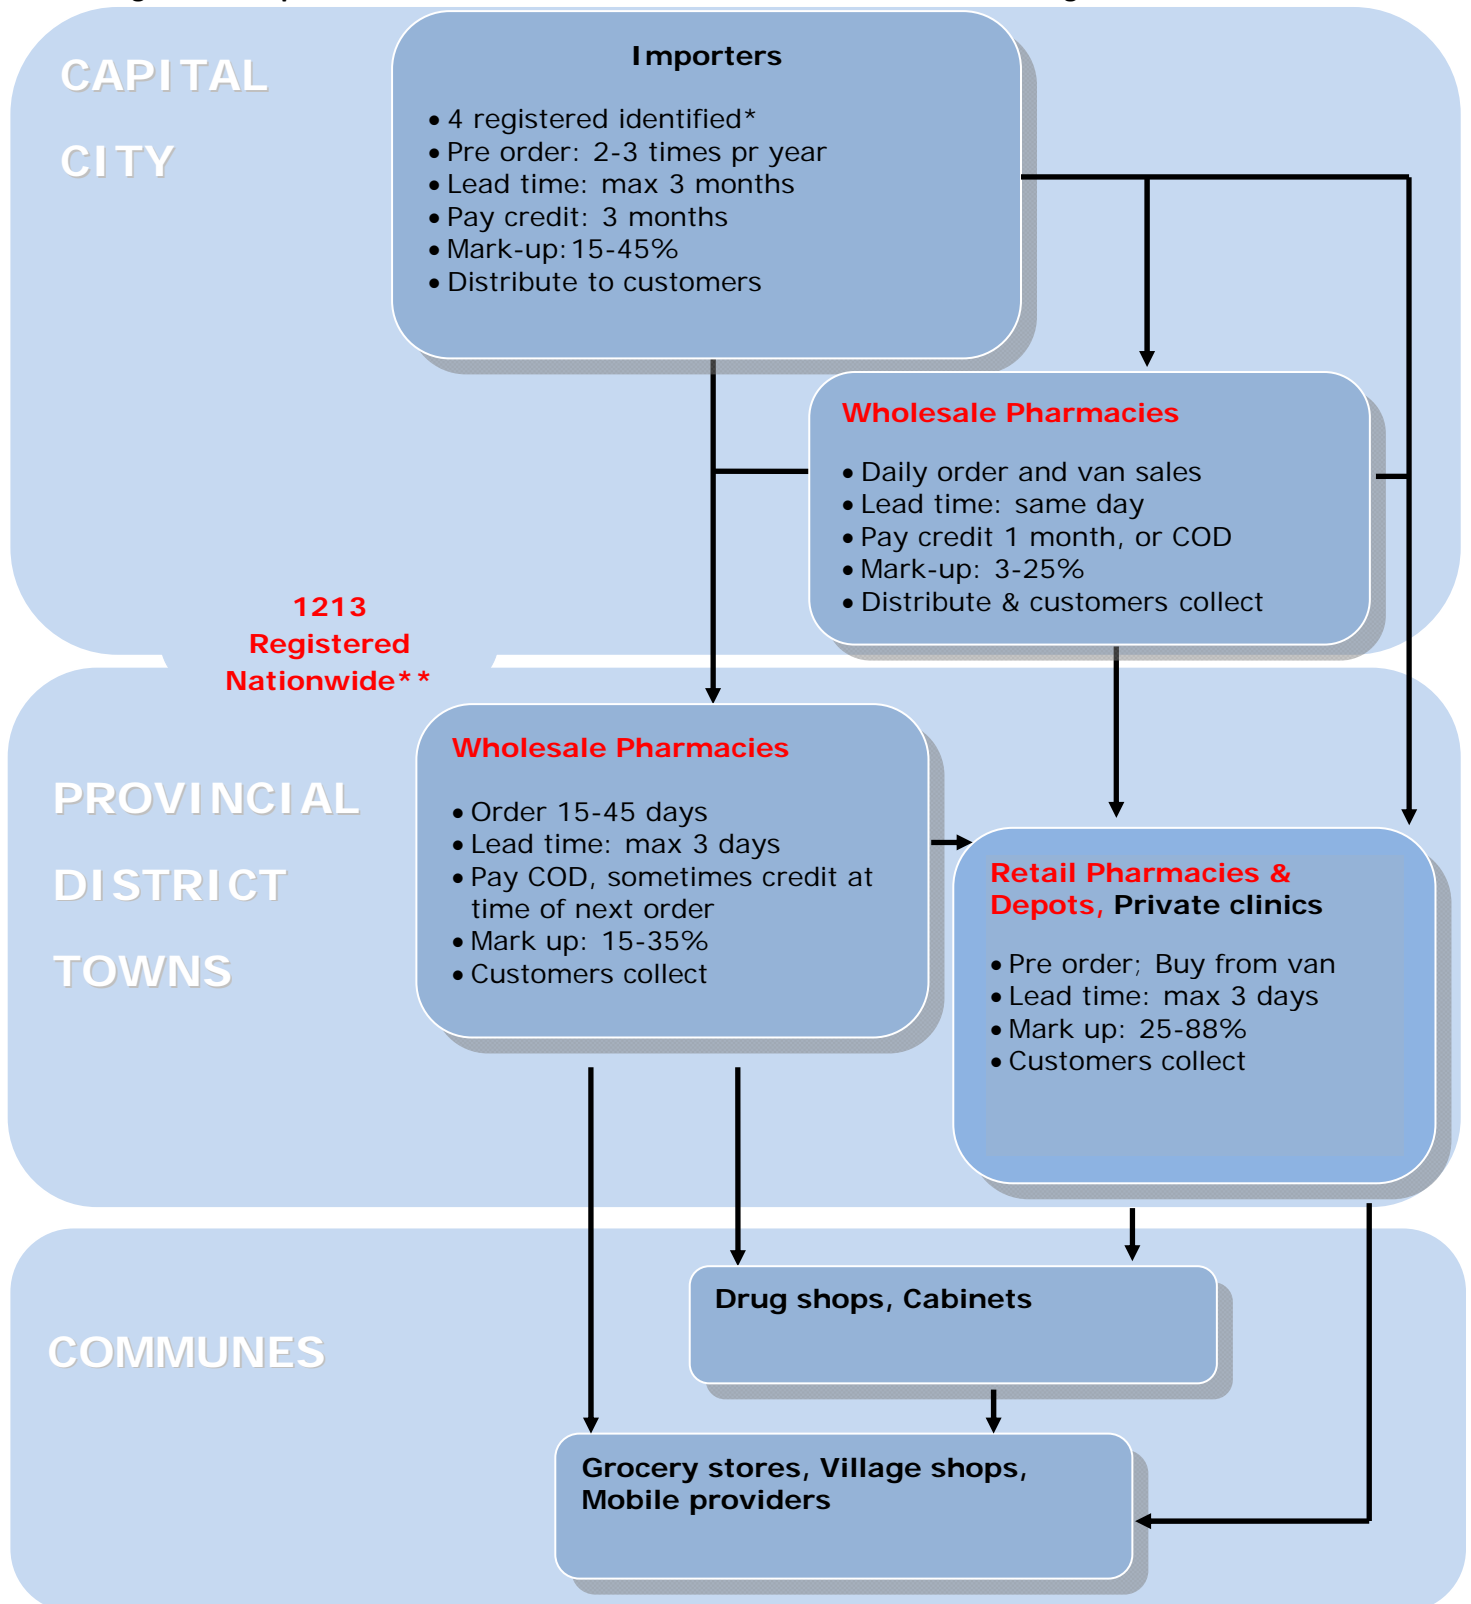 CAPITAL
CITY
Importers
• 4 registered identified*
• Pre order: 2-3 times pr year
• Lead time: max 3 months
• Pay credit: 3 months
• Mark-up:15-45%
• Distribute to customers
Wholesale Pharmacies
• Daily order and van sales
• Lead time: same day
• Pay credit 1 month, or COD
• Mark-up: 3-25%
• Distribute & customers collect
1213
Registered
Nationwide**
PROVINCIAL
DISTRICT
TOWNS
Wholesale Pharmacies
• Order 15-45 days
• Lead time: max 3 days
• Pay COD, sometimes credit at
time of next order
• Mark up: 15-35%
• Customers collect
Retail Pharmacies &
Depots, Private clinics
• Pre order; Buy from van
• Lead time: max 3 days
• Mark up: 25-88%
• Customers collect
COMMUNES
Drug shops, Cabinets
Grocery stores, Village shops,
Mobile providers